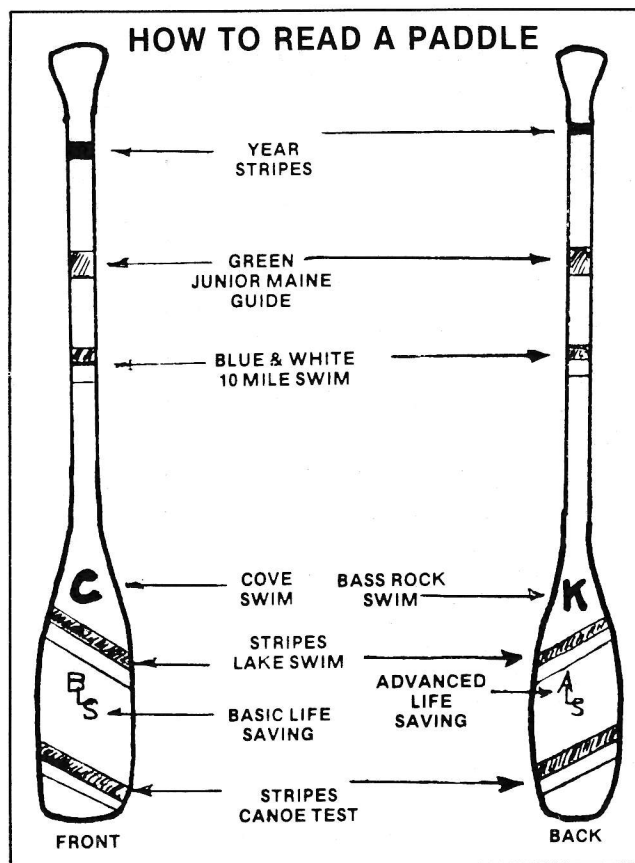 HOW TO READ A PADDLE
YEAR
STRIPES
GREEN
JUNIOR MAINE
GUIDE
BLUE & WHITE
10 MILE SWIM
C
COVE
SWIM
BASS ROCK
SWIM
K
STRIPES
LAKE SWIM
BLS
BASIC LIFE
SAVING
ADVANCED
LIFE
SAVING
ALS
STRIPES
CANOE TEST
FRONT
BACK